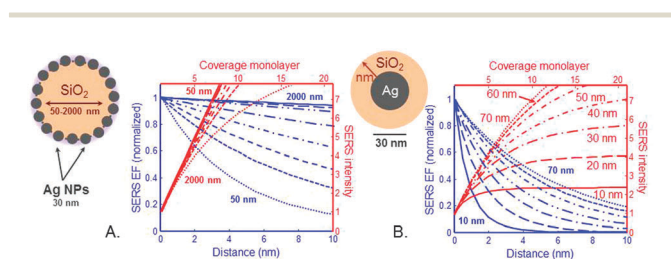 SiO2
50-2000 nm
Ag NPs
30 nm
A.
Coverage monolayer
5 10 15 20
50 nm
2000 nm
2000 nm
50 nm
SERS EF (normalized)
1
0.8
0.6
0.4
0.2
0
SERS intensity
7
6
5
4
3
2
1
0
0 2 4 6 8 10
Distance (nm)
SiO2
nm
Ag
30 nm
B.
Coverage monolayer
5 10 15 20
60 nm
70 nm
50 nm
40 nm
30 nm
20 nm
10 nm
70 nm
10 nm
SERS EF (normalized)
1
0.8
0.6
0.4
0.2
0
SERS intensity
7
6
5
4
3
2
1
0
0 2 4 6 8 10
Distance (nm)